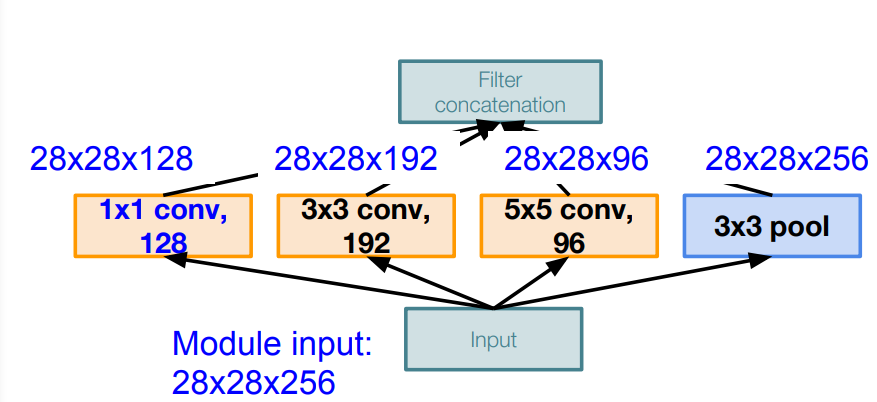 Filter
concatenation
28x28x128
28x28x192
28x28x96
28x28x256
1x1 conv,
128
3x3 conv,
192
5x5 conv,
96
3x3 pool
Input
Module input:
28x28x256